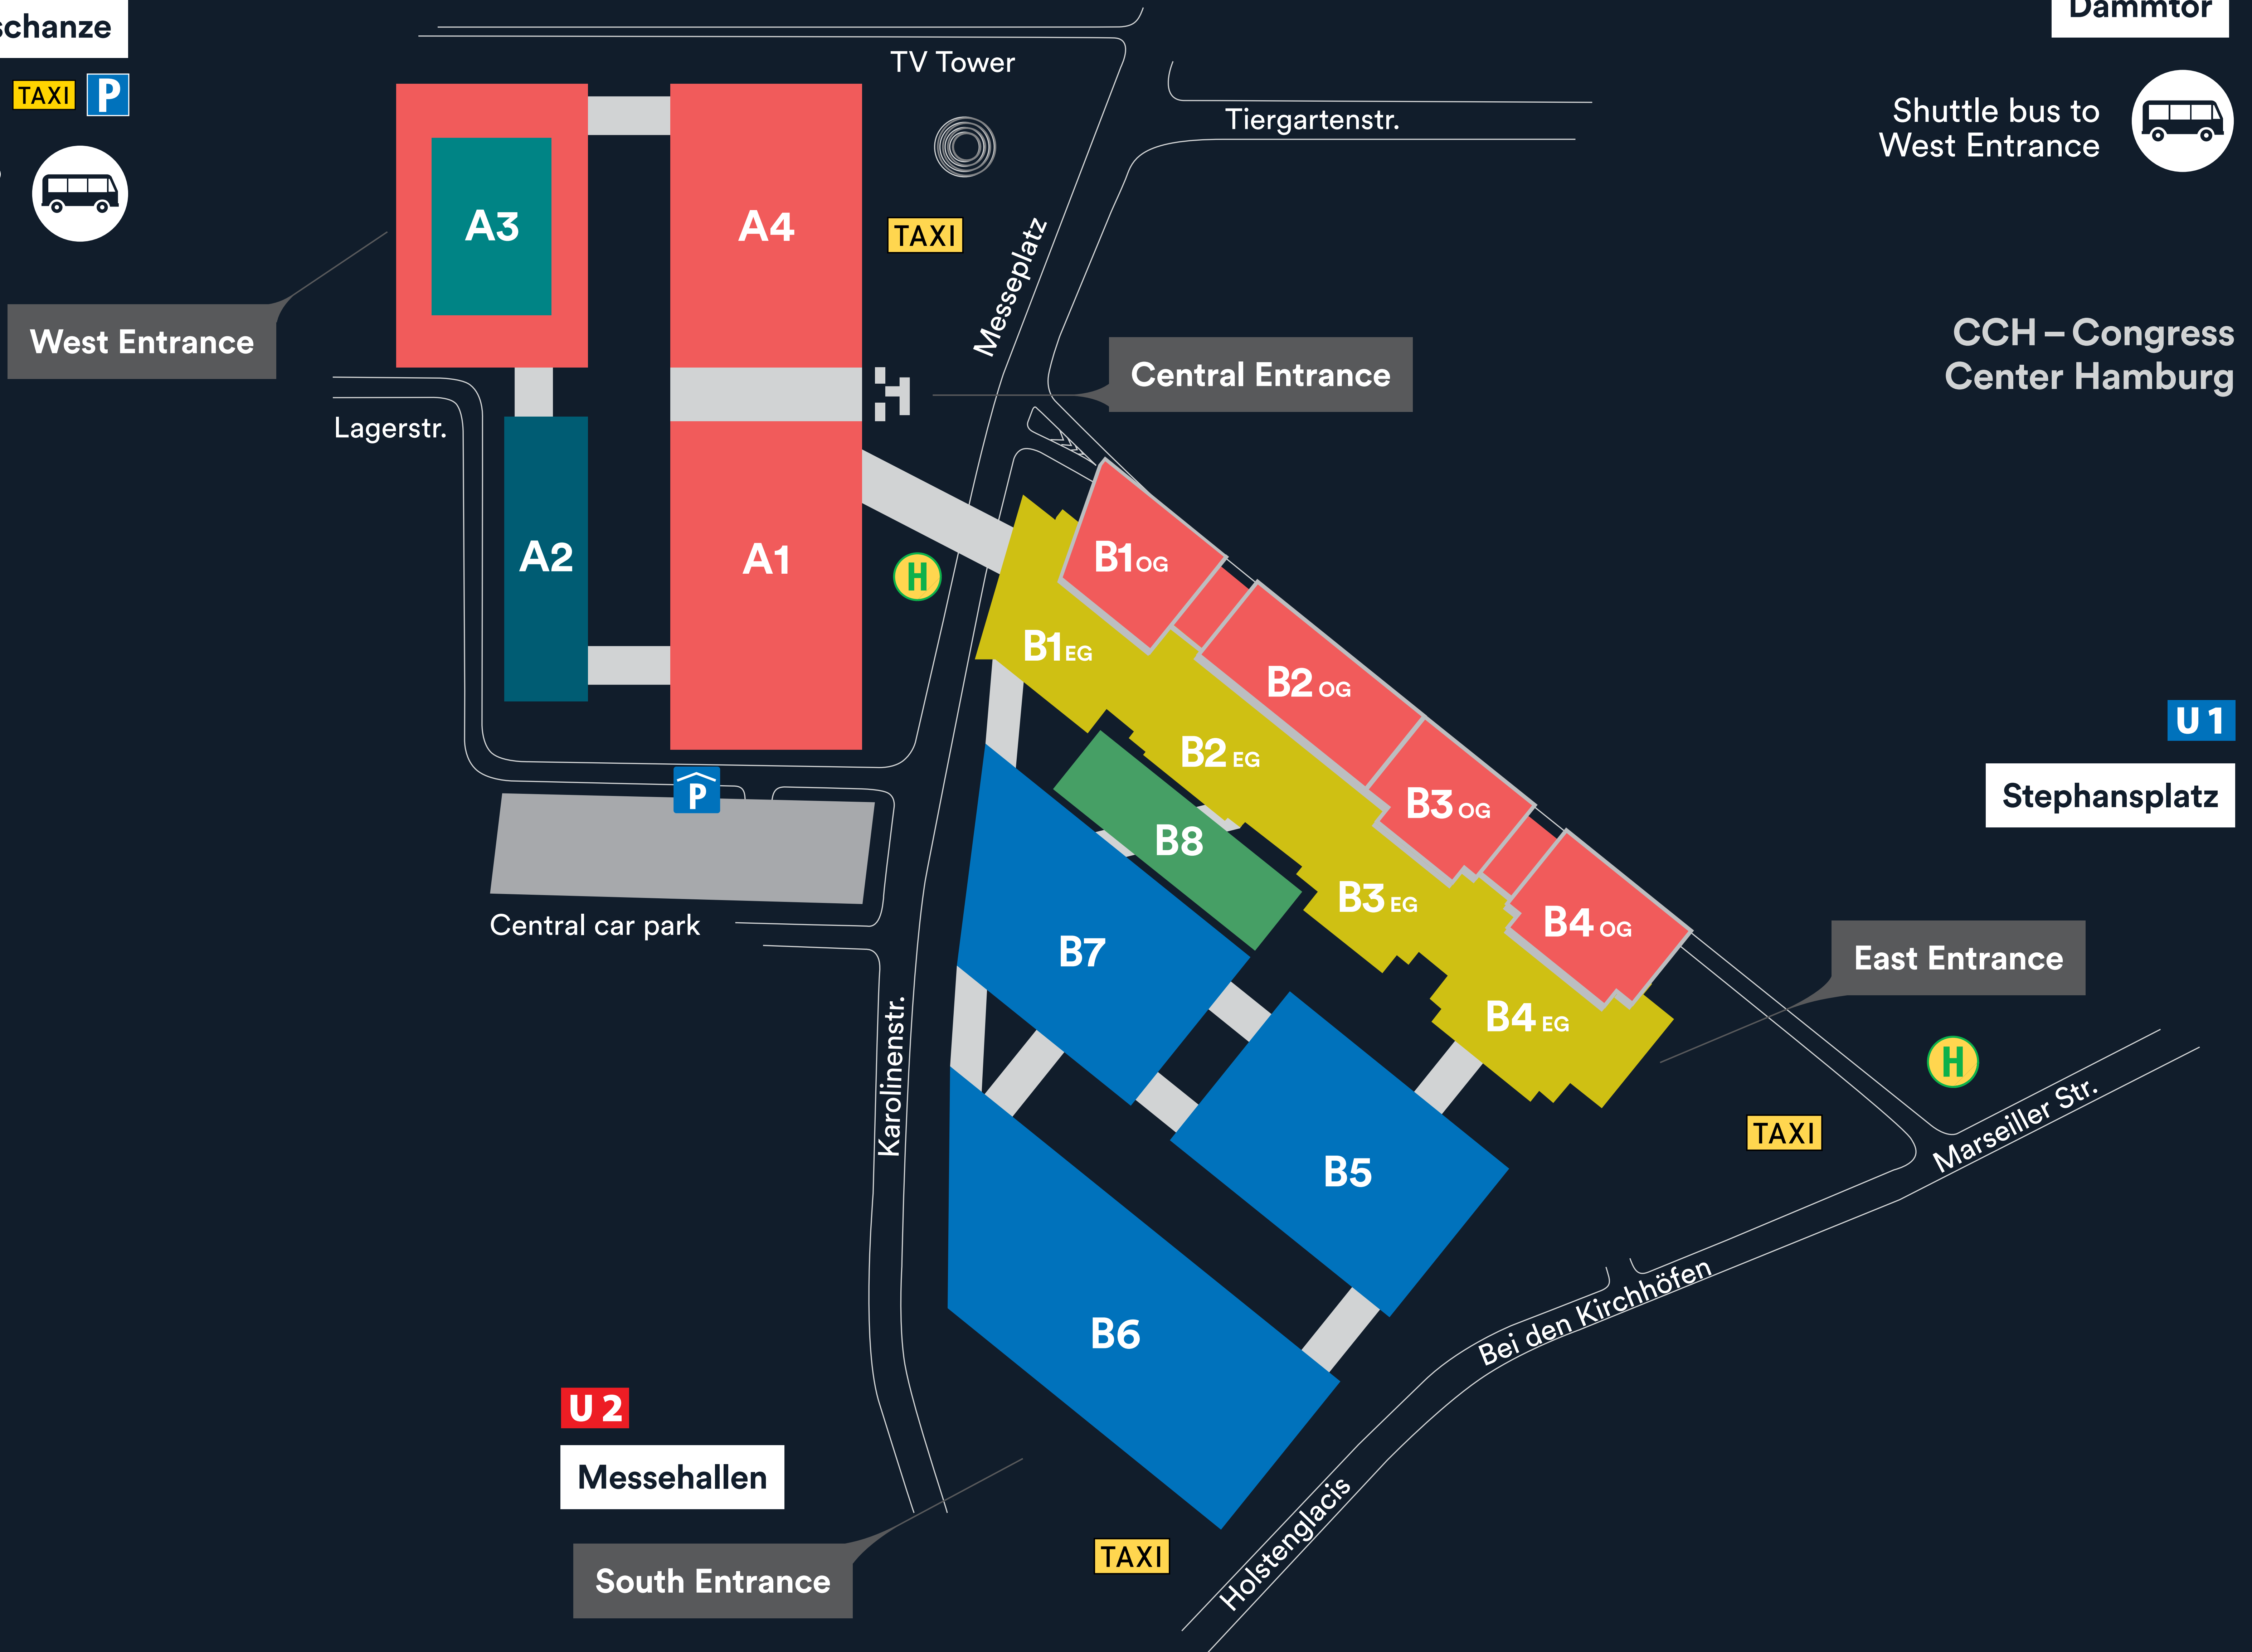 schanze
TAXI
P
Dammtor
Shuttle bus to
West Entrance
TV Tower
Tiergartenstr.
A3
A4
TAXI
Messeplatz
West Entrance
Central Entrance
CCH – Congress
Center Hamburg
Lagerstr.
A2
A1
H
B1 OG
B1 EG
B2 OG
B2 EG
B3 OG
B3 EG
B4 OG
B4 EG
B8
B7
B5
B6
P
Central car park
Karolinenstr.
U1
Stephansplatz
East Entrance
H
TAXI
Marseiller Str.
Bei den Kirchhöfen
Holstenglacis
U2
Messehallen
South Entrance
TAXI